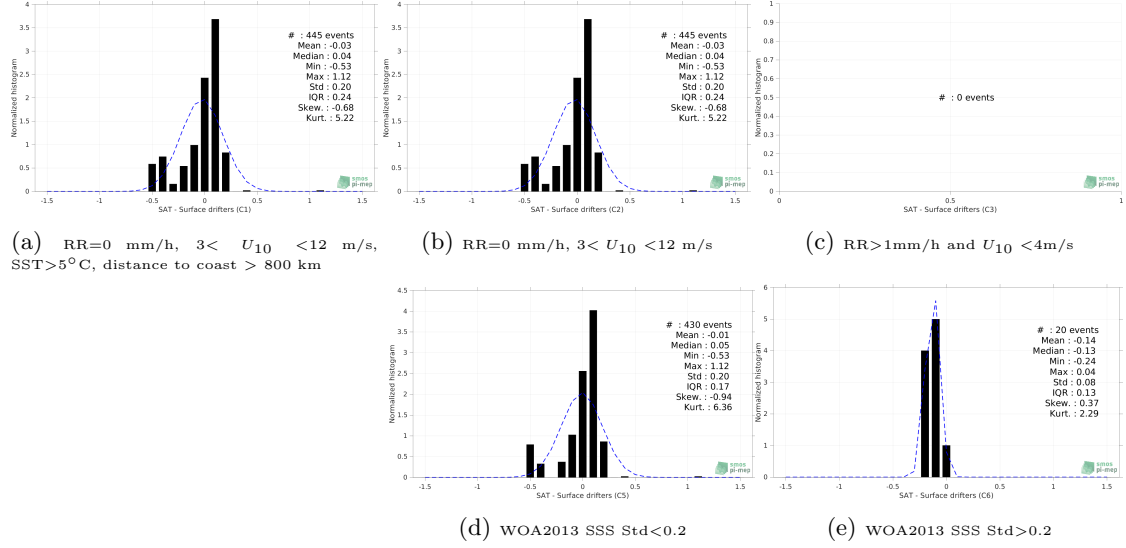 4
3.5
3
2.5
2
1.5
1
0.5
0
Normalized histogram
# : 445 events
Mean : -0.03
Median : 0.04
Min : -0.53
Max : 1.12
Std : 0.20
IQR : 0.24
Skew. : -0.68
Kurt. : 5.22
smos
pi-mep
-1.5 -1 -0.5 0 0.5 1 1.5
SAT - Surface drifters (C1)
(a) RR=0 mm/h, 3< U10 <12 m/s,
SST>5°C, distance to coast > 800 km
4
3.5
3
2.5
2
1.5
1
0.5
0
Normalized histogram
# : 445 events
Mean : -0.03
Median : 0.04
Min : -0.53
Max : 1.12
Std : 0.20
IQR : 0.24
Skew. : -0.68
Kurt. : 5.22
smos
pi-mep
-1.5 -1 -0.5 0 0.5 1 1.5
SAT - Surface drifters (C2)
(b) RR=0 mm/h, 3< U10 <12 m/s
1
0.9
0.8
0.7
0.6
0.5
0.4
0.3
0.2
0.1
0
Normalized histogram
# : 0 events
smos
pi-mep
0 0.5 1
SAT - Surface drifters (C3)
(c) RR>1mm/h and U10 <4m/s
4.5
4
3.5
3
2.5
2
1.5
1
0.5
0
Normalized histogram
# : 430 events
Mean : -0.01
Median : 0.05
Min : -0.53
Max : 1.12
Std : 0.20
IQR : 0.17
Skew. : -0.94
Kurt. : 6.36
smos
pi-mep
-1.5 -1 -0.5 0 0.5 1 1.5
SAT - Surface drifters (C5)
(d) WOA2013 SSS Std<0.2
6
5
4
3
2
1
0
Normalized histogram
# : 20 events
Mean : -0.14
Median : -0.13
Min : -0.24
Max : 0.04
Std : 0.08
IQR : 0.13
Skew. : 0.37
Kurt. : 2.29
smos
pi-mep
-1.5 -1 -0.5 0 0.5 1 1.5
SAT - Surface drifters (C6)
(e) WOA2013 SSS Std>0.2